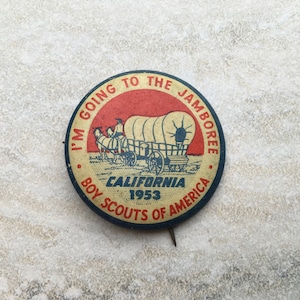 I'M GOING TO THE JAMBOREE
CALIFORNIA
1953
BOY SCOUTS OF AMERICA